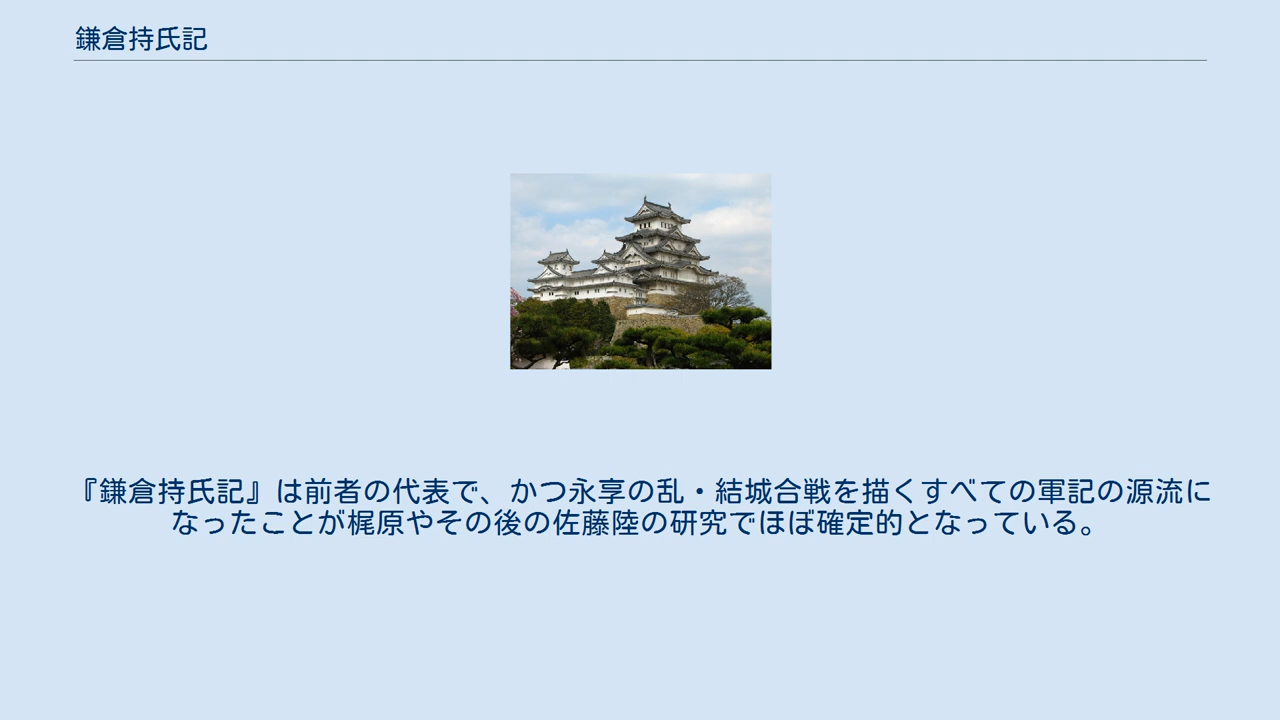 鎌倉持氏記
『鎌倉持氏記』は前者の代表で、かつ永享の乱・結城合戦を描くすべての軍記の源流に
なったことが梶原やその後の佐藤陸の研究でほぼ確定的となっている。